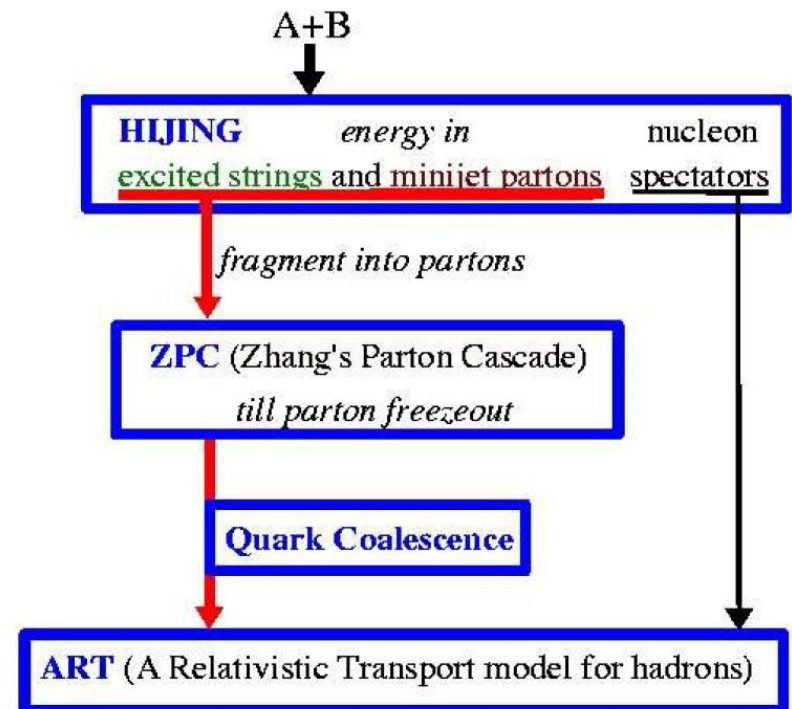 A+B
HIJING energy in nucleon
excited strings and minijet partons spectators
fragment into partons
ZPC (Zhang's Parton Cascade)
till parton freezeout
Quark Coalescence
ART (A Relativistic Transport model for hadrons)